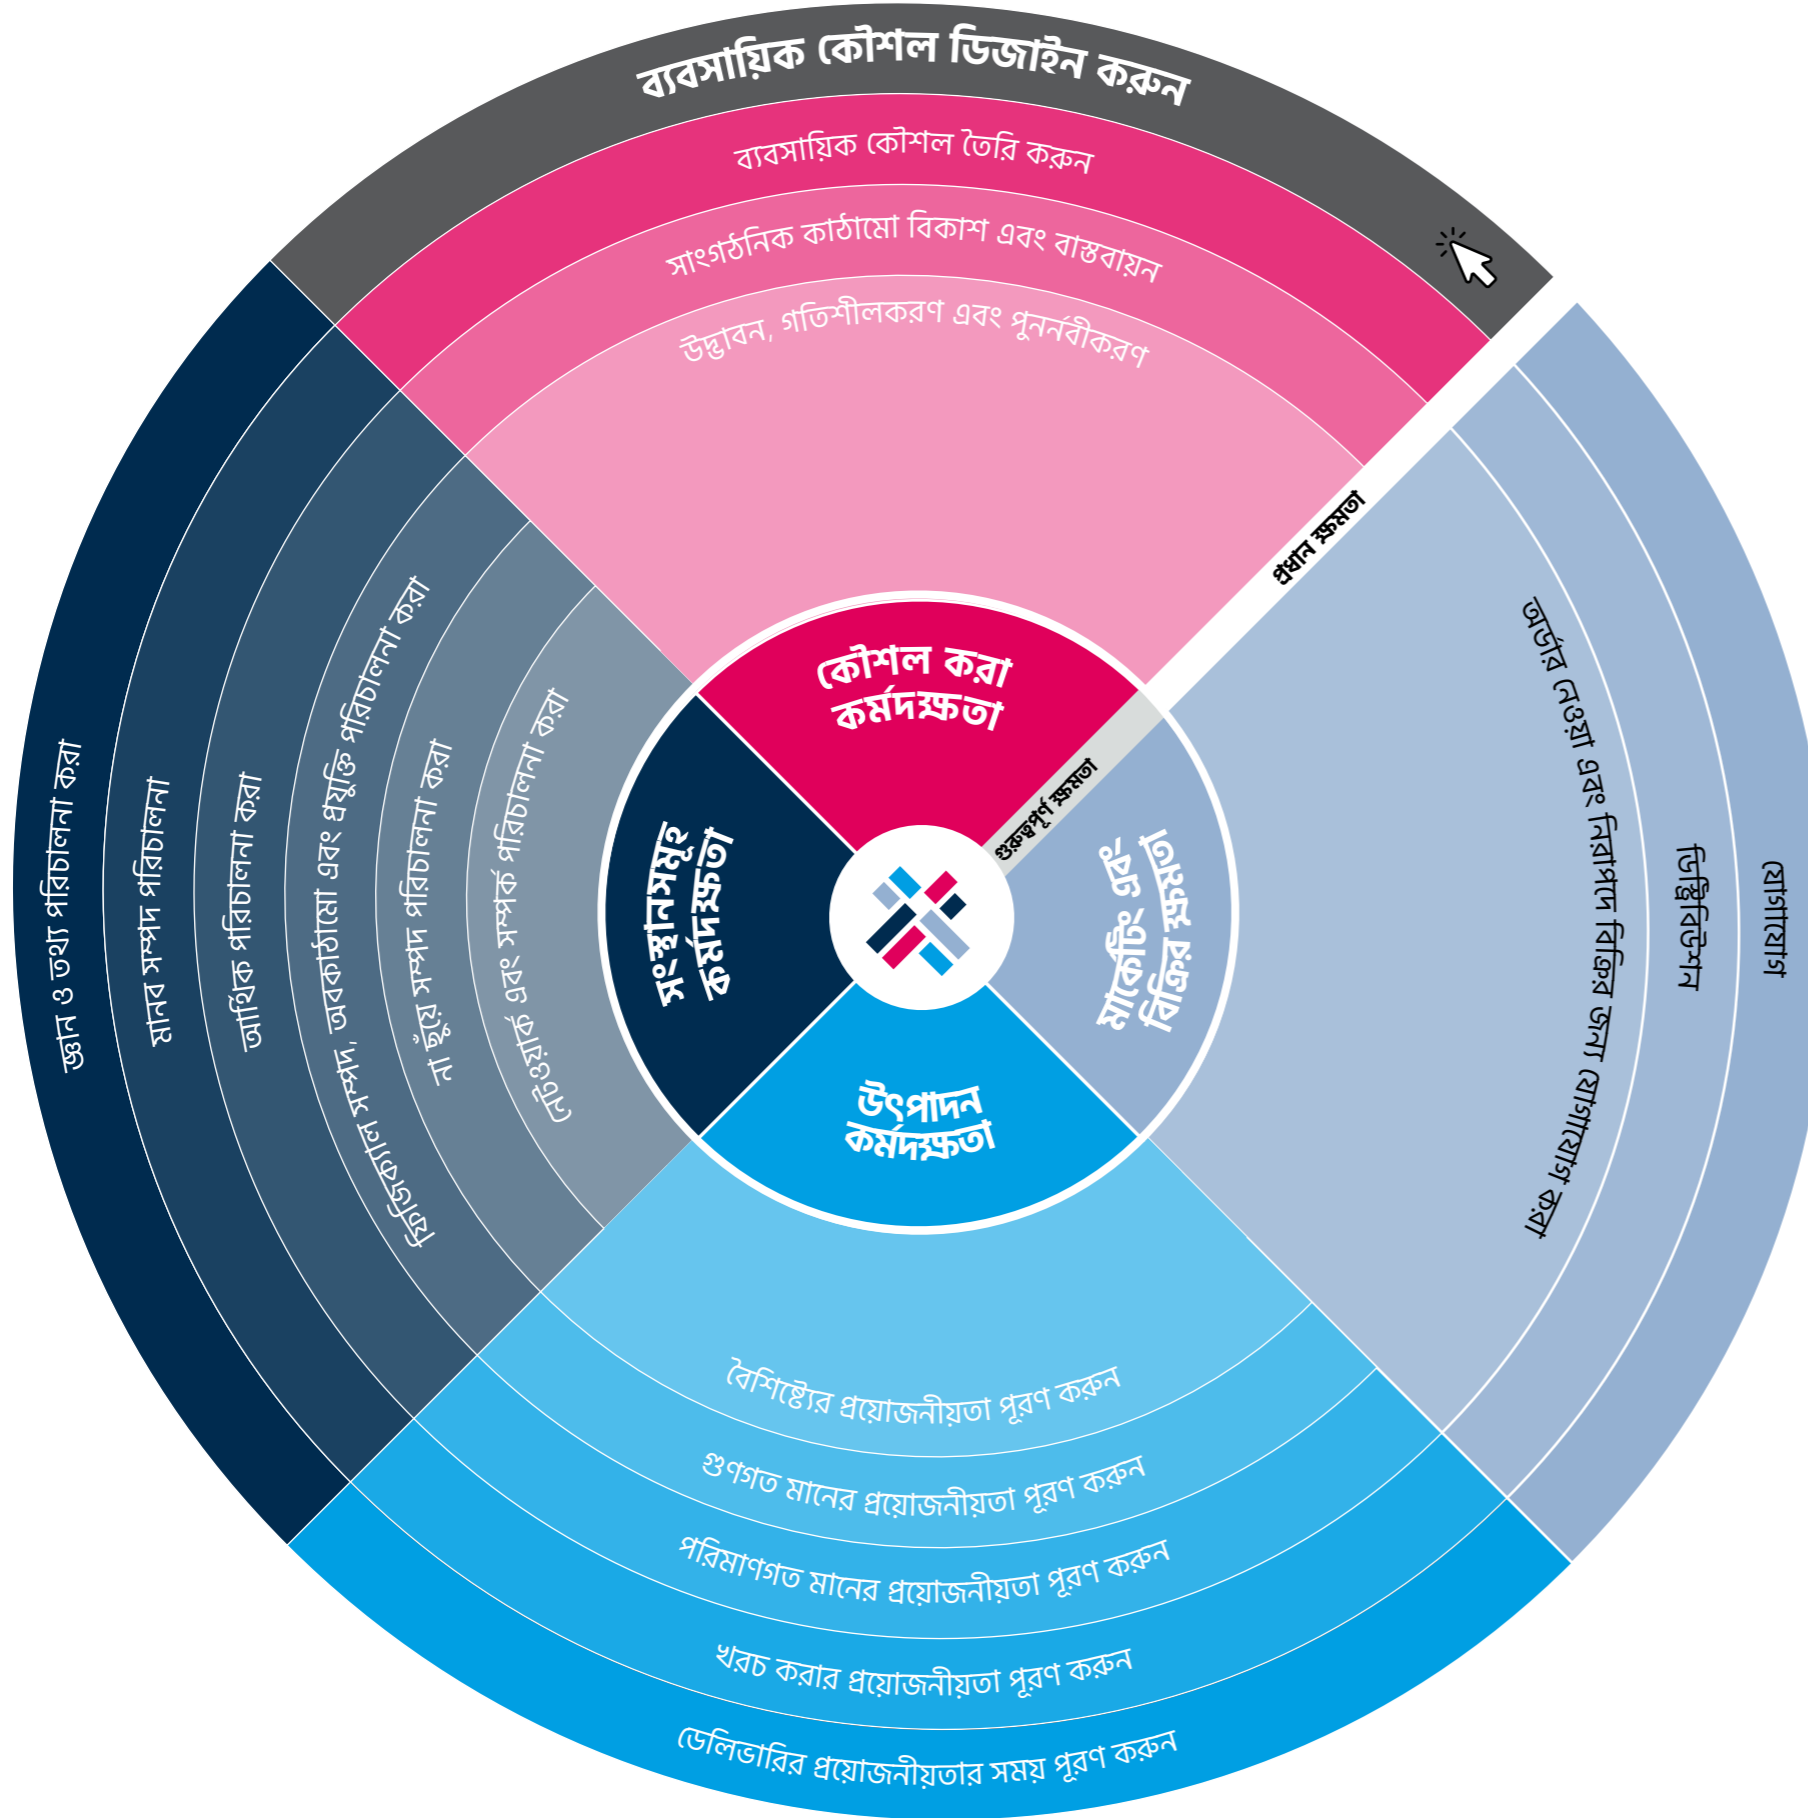 ব্যবসায়িক কৌশল ডিজাইন করুন
ব্যবসায়িক কৌশল তৈরি করুন
সাংগঠনিক কাঠামো বিকাশ এবং বাস্তবায়ন
উদ্ভাবন, গতিশীলকরণ এবং পুনর্নবীকরণ
প্রধান ক্ষমতা
কৌশল করা
কর্মদক্ষতা
গুরুত্বপূর্ণ ক্ষমতা
জ্ঞান ও তথ্য পরিচালনা করা
মানব সম্পদ পরিচালনা
আর্থিক পরিচালনা করা
ফিজিক্যাল সম্পদ, অবকাঠামো এবং প্রযুক্তি পরিচালনা করা
না ছুঁয়ে সম্পদ পরিচালনা করা
নেটওয়ার্ক এবং সম্পর্ক পরিচালনা করা
সংস্থানসমূহ
কর্মদক্ষতা
মার্কেটিং এবং
বিক্রির ক্ষমতা
অর্ডার নেওয়া এবং নিরাপদে বিক্রির জন্য যোগাযোগ করা
ডিস্ট্রিবিউশন
যোগাযোগ
উৎপাদন
কর্মদক্ষতা
বৈশিষ্ট্যের প্রয়োজনীয়তা পূরণ করুন
গুণগত মানের প্রয়োজনীয়তা পূরণ করুন
পরিমাণগত মানের প্রয়োজনীয়তা পূরণ করুন
খরচ করার প্রয়োজনীয়তা পূরণ করুন
ডেলিভারির প্রয়োজনীয়তার সময় পূরণ করুন